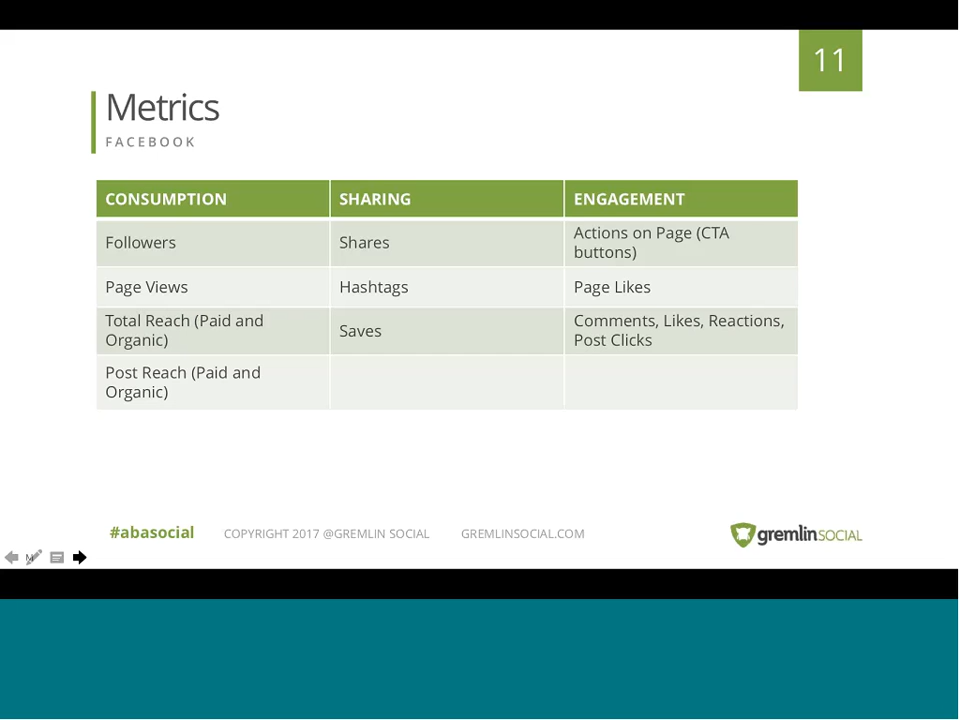 11
Metrics
FACEBOOK
CONSUMPTION SHARING ENGAGEMENT
Followers Shares Actions on Page (CTA
buttons)
Page Views Hashtags Page Likes
Total Reach (Paid and
Organic) Saves Comments, Likes, Reactions,
Post Clicks
Post Reach (Paid and
Organic)
#abasocial COPYRIGHT 2017 @GREMLIN SOCIAL GREMLINSOCIAL.COM gremlinSOCIAL